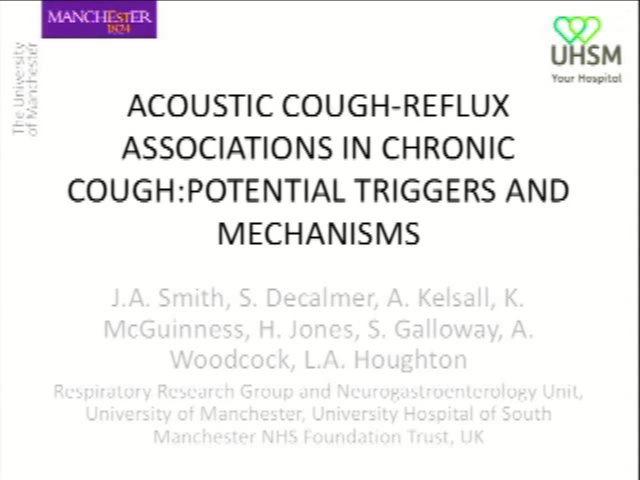 MANCHESTER
1824
The University
of Manchester
UHSM
Your Hospital
ACOUSTIC COUGH-REFLUX
ASSOCIATIONS IN CHRONIC
COUGH:POTENTIAL TRIGGERS AND
MECHANISMS
J.A. Smith, S. Decalmer, A. Kelsall, K.
McGuinness, H. Jones, S. Galloway, A.
Woodcock, L.A. Houghton
Respiratory Research Group and Neurogastroenterology Unit,
University of Manchester, University Hospital of South
Manchester NHS Foundation Trust, UK